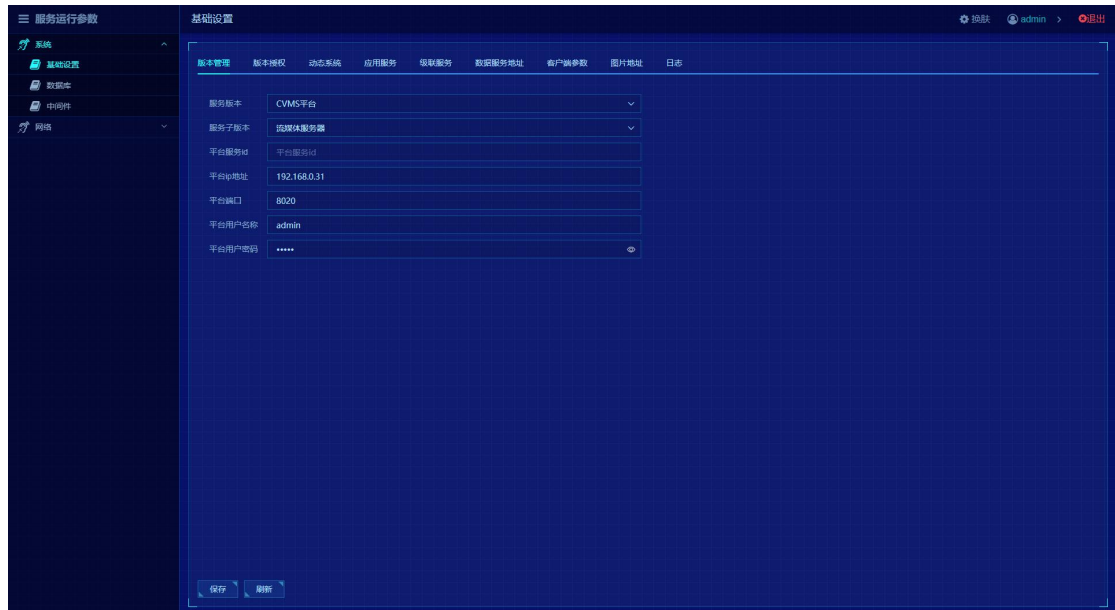 服务运行参数
基础设置
换肤 admin > 退出
系统
基础设置
数据库
中间件
网络
版本管理 版本授权 动态系统 应用服务 级联服务 数据服务地址 客户端参数 图片地址 日志
服务版本 CVMS平台
服务子版本 流媒体服务器
平台服务id 平台服务id
平台ip地址 192.168.0.31
平台端口 8020
平台用户名称 admin
平台用户密码 •••••
保存 刷新